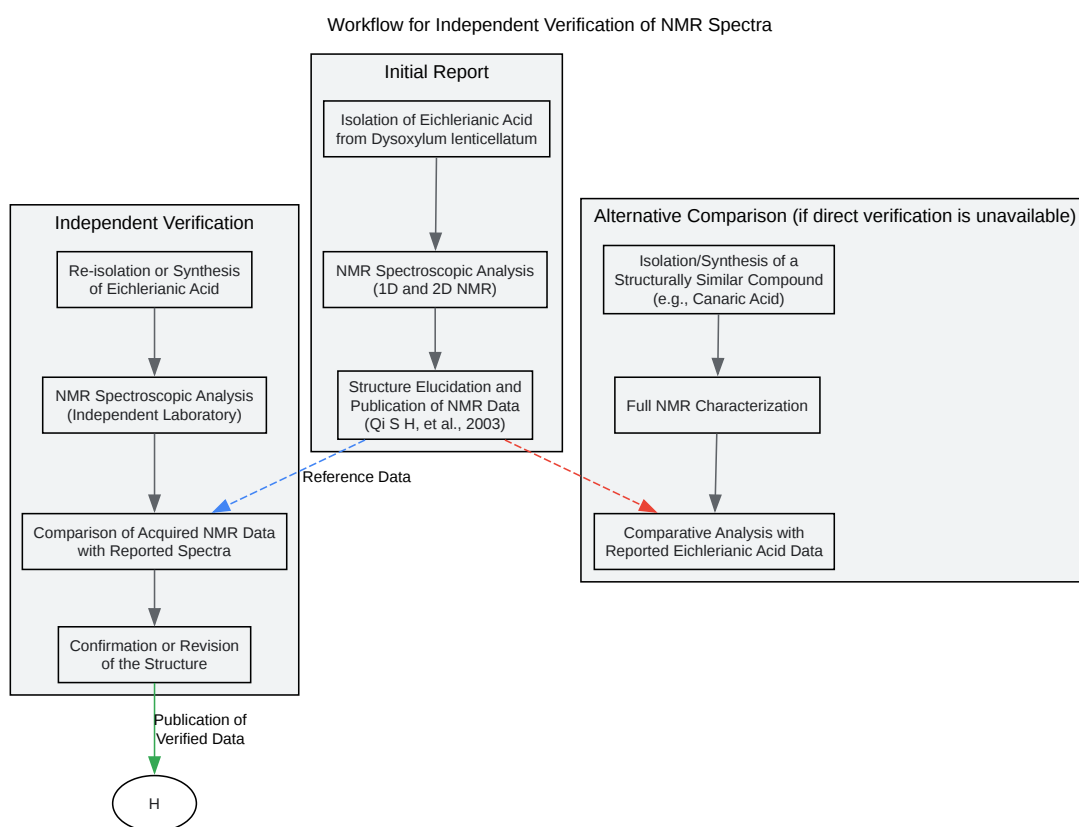 Workflow for Independent Verification of NMR Spectra
Initial Report
Isolation of Eichlerianic Acid
from Dysoxylum lenticellatum
NMR Spectroscopic Analysis
(1D and 2D NMR)
Structure Elucidation and
Publication of NMR Data
(Qi S H, et al., 2003)
Independent Verification
Re-isolation or Synthesis
of Eichlerianic Acid
NMR Spectroscopic Analysis
(Independent Laboratory)
Reference Data
Comparison of Acquired NMR Data
with Reported Spectra
Confirmation or Revision
of the Structure
Publication of
Verified Data
H
Alternative Comparison (if direct verification is unavailable)
Isolation/Synthesis of a
Structurally Similar Compound
(e.g., Canaric Acid)
Full NMR Characterization
Comparative Analysis with
Reported Eichlerianic Acid Data